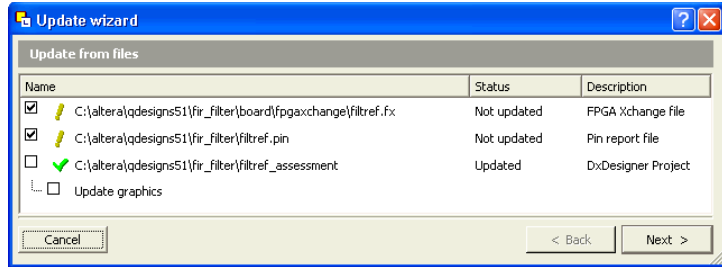 Update wizard
Update from files
Name Status Description
C:\altera\qdesigns51\fir_filter\board\fpgaxchange\filtref.fx Not updated FPGA Xchange file
C:\altera\qdesigns51\fir_filter\filtref.pin Not updated Pin report file
C:\altera\qdesigns51\fir_filter\filtref_assessment Updated DxDesigner Project
Update graphics
Cancel < Back Next >